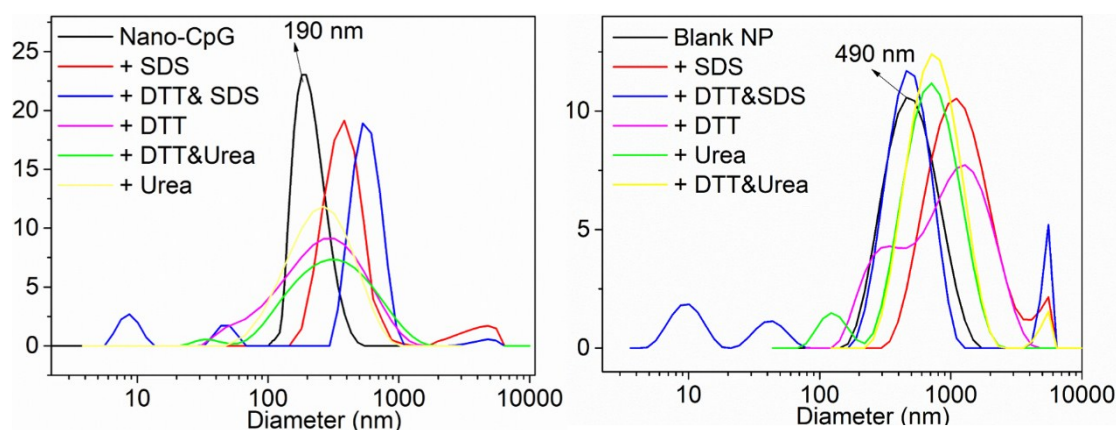 Nano-CpG
+ SDS
+ DTT& SDS
+ DTT
+ DTT&Urea
+ Urea
190 nm
25
20
15
10
5
0
10 100 1000 10000
Diameter (nm)
Blank NP
+ SDS
+ DTT&SDS
+ DTT
+ Urea
+ DTT&Urea
490 nm
10
5
0
10 100 1000 10000
Diameter (nm)